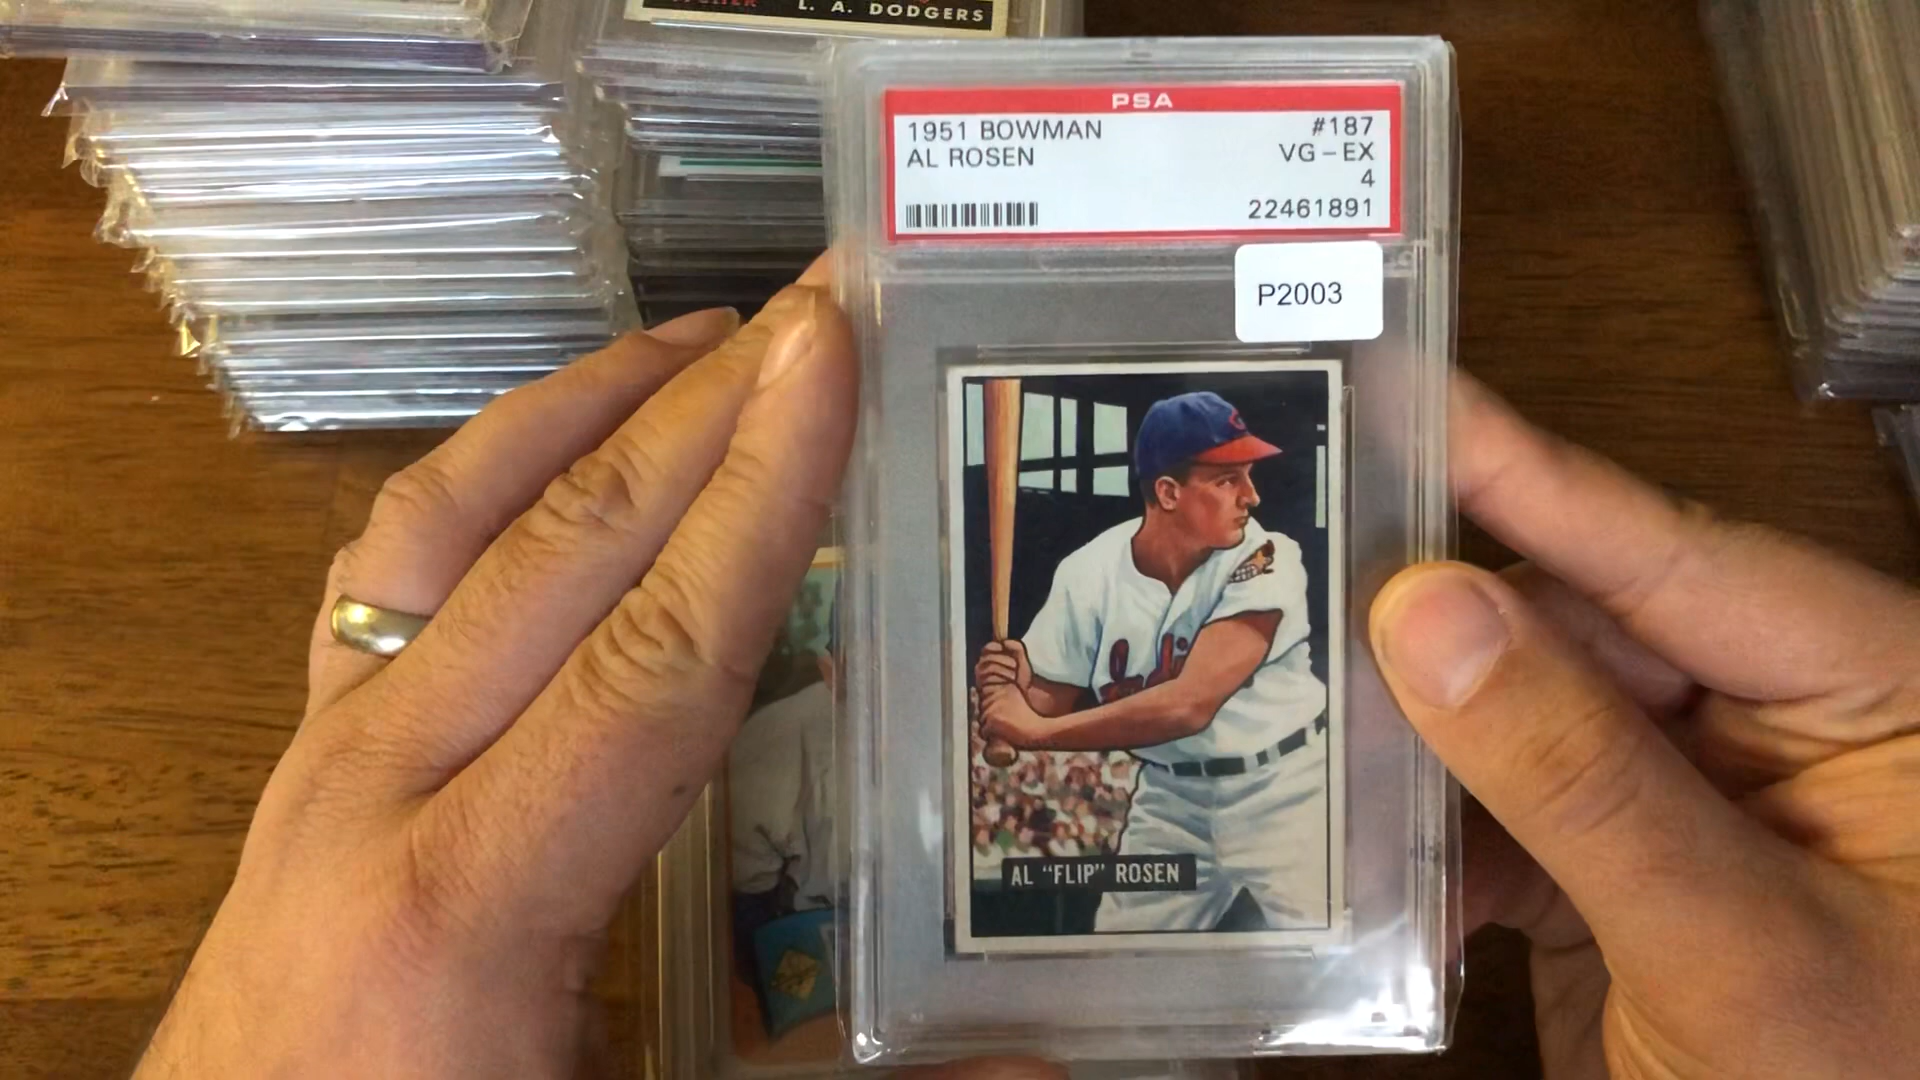 L. A. DODGERS
PSA
1951 BOWMAN #187
AL ROSEN VG - EX
4
22461891
P2003
AL "FLIP" ROSEN